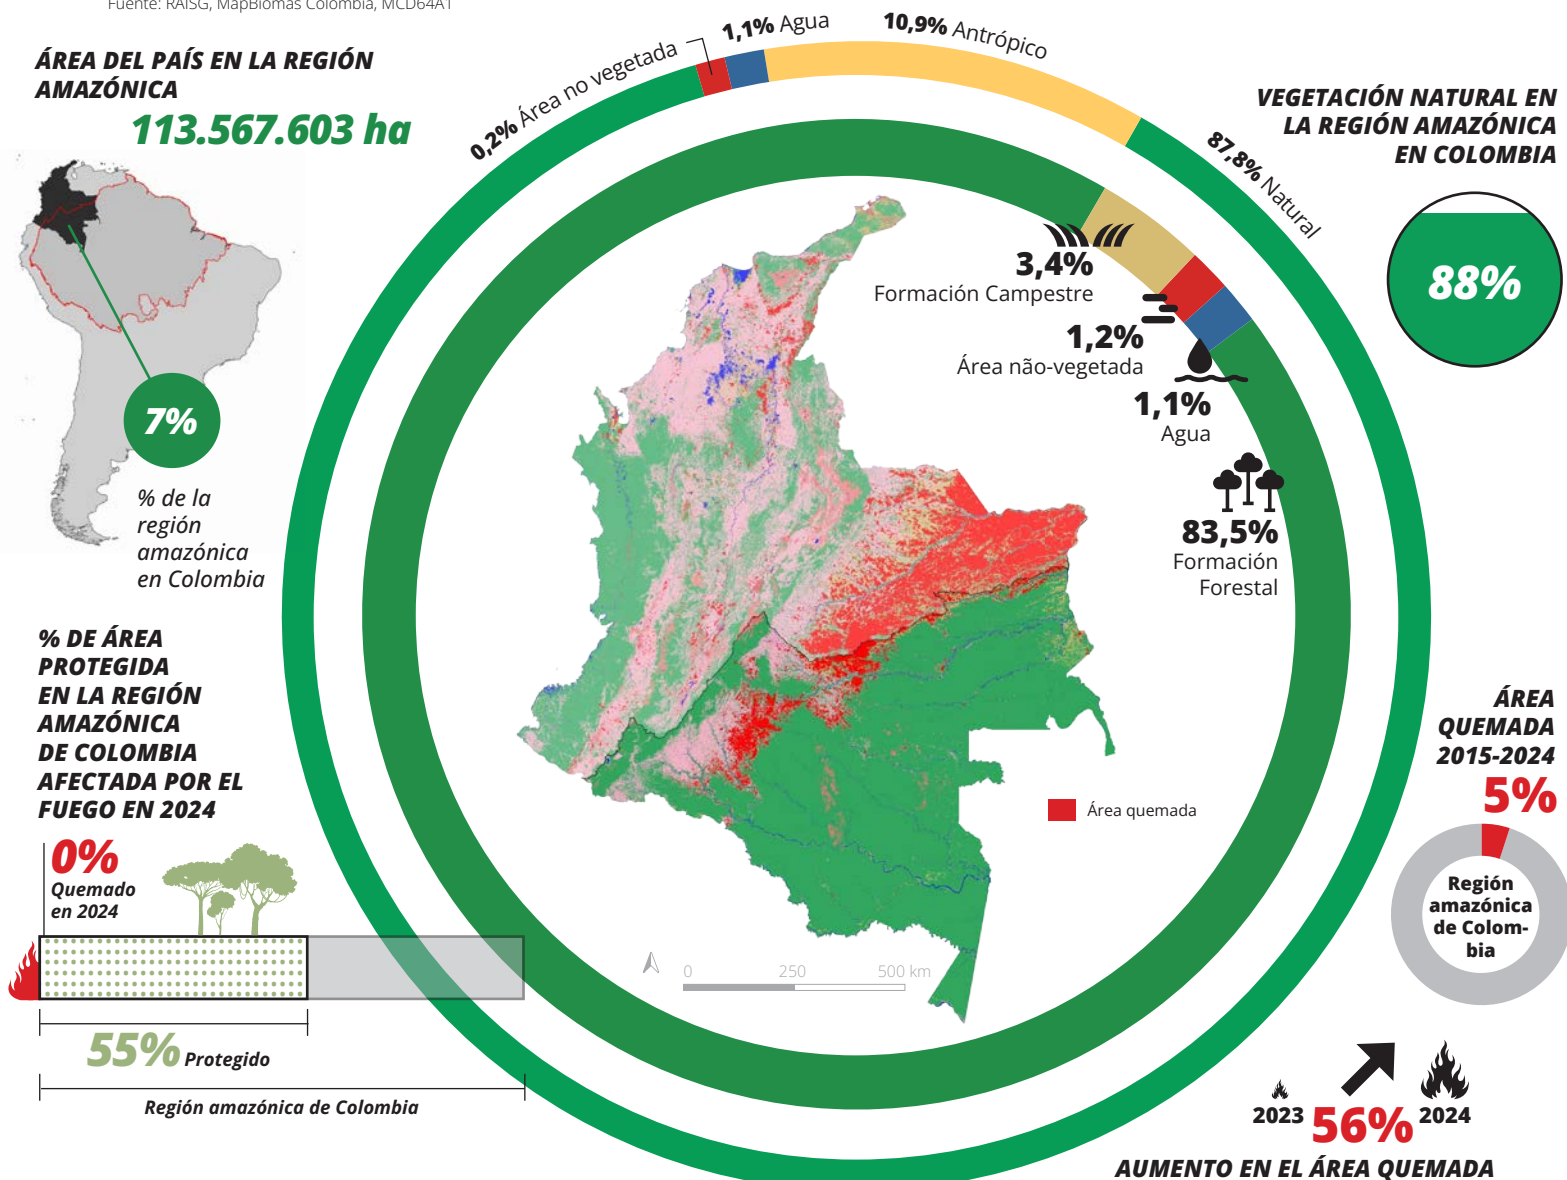 Fuente: RAISG, MapBiomas Colombia, MCD64A1
ÁREA DEL PAÍS EN LA REGIÓN
AMAZÓNICA
113.567.603 ha
7%
% de la
región
amazónica
en Colombia
0,2% Área no vegetada
1,1% Agua
10,9% Antrópico
87,8% Natural
VEGETACIÓN NATURAL EN
LA REGIÓN AMAZÓNICA
EN COLOMBIA
88%
3,4%
Formación Campestre
1,2%
Área não-vegetada
1,1%
Agua
83,5%
Formación
Forestal
Área quemada
0 250 500 km
% DE ÁREA
PROTEGIDA
EN LA REGIÓN
AMAZÓNICA
DE COLOMBIA
AFECTADA POR EL
FUEGO EN 2024
0%
Quemado
en 2024
55% Protegido
Región amazónica de Colombia
ÁREA
QUEMADA
2015-2024
5%
Región
amazónica
de Colom-
bia
2023 56% 2024
AUMENTO EN EL ÁREA QUEMADA